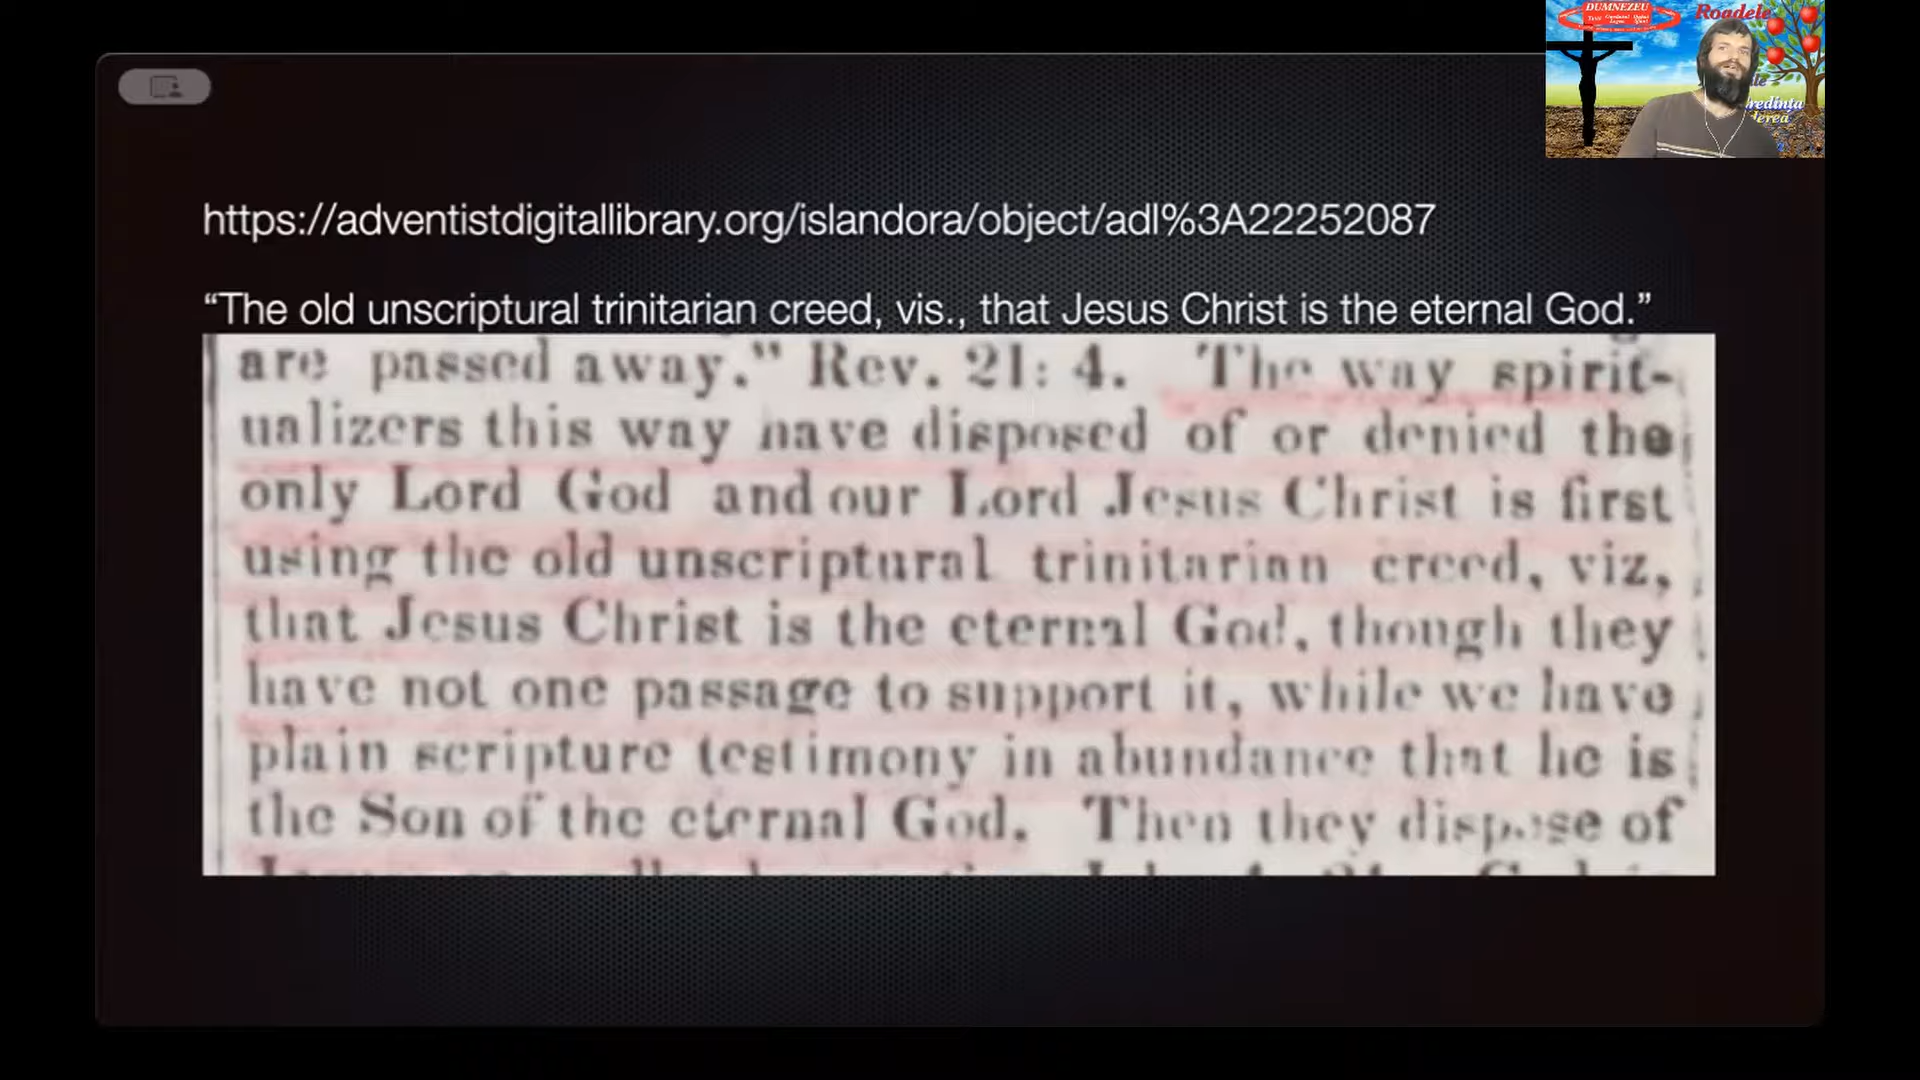 DUMNEZEU
Roadele
https://adventistdigitallibrary.org/islandora/object/adl%3A22252087
“The old unscriptural trinitarian creed, vis., that Jesus Christ is the eternal God.”
are passed away." Rev. 21: 4. The way spirit-
ualizers this way have disposed of or denied the
only Lord God and our Lord Jesus Christ is first
using the old unscriptural trinitarian creed, viz,
that Jesus Christ is the eternal God, though they
have not one passage to support it, while we have
plain scripture testimony in abundance that he is
the Son of the eternal God. Then they dispose of